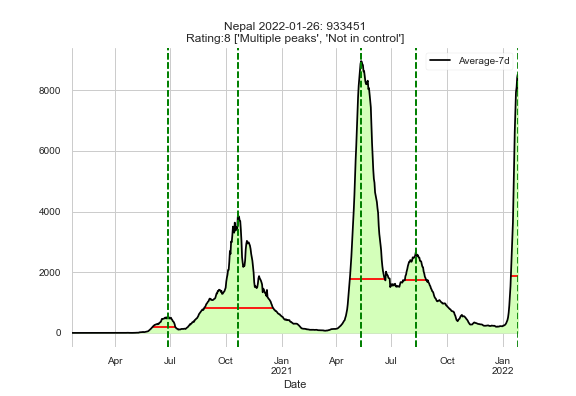 Nepal 2022-01-26: 933451
Rating:8 ['Multiple peaks', 'Not in control']
Average-7d
8000
6000
4000
2000
0
Apr
Jul
Oct
Jan
2021
Apr
Jul
Oct
Jan
2022
Date